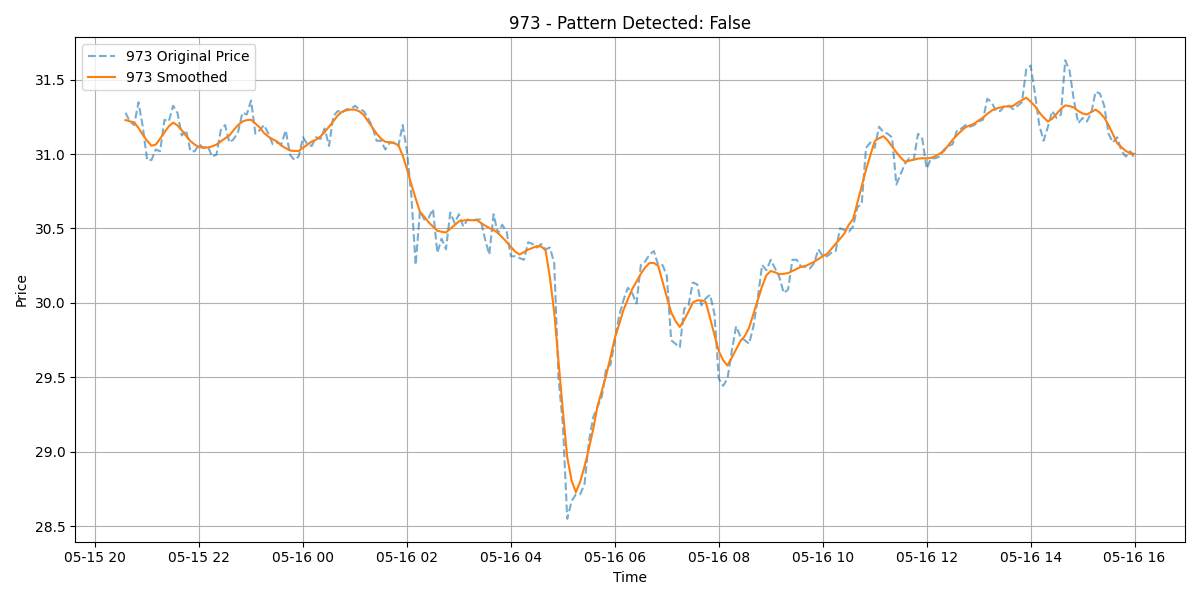 973 - Pattern Detected: False
973 Original Price
973 Smoothed
31.5
31.0
30.5
30.0
29.5
29.0
28.5
Price
05-15 20 05-15 22 05-16 00 05-16 02 05-16 04 05-16 06 05-16 08 05-16 10 05-16 12 05-16 14 05-16 16
Time